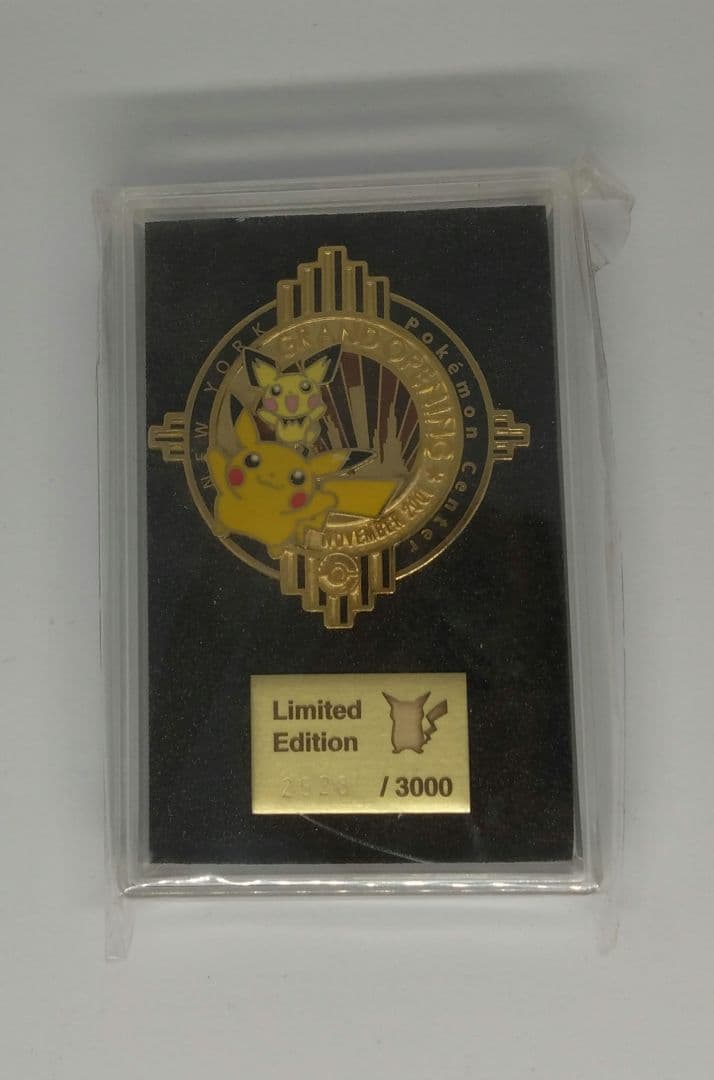 NEW YORK
Pokémon Center
GRAND OPENING
NOVEMBER 2001
Limited
Edition
/ 3000